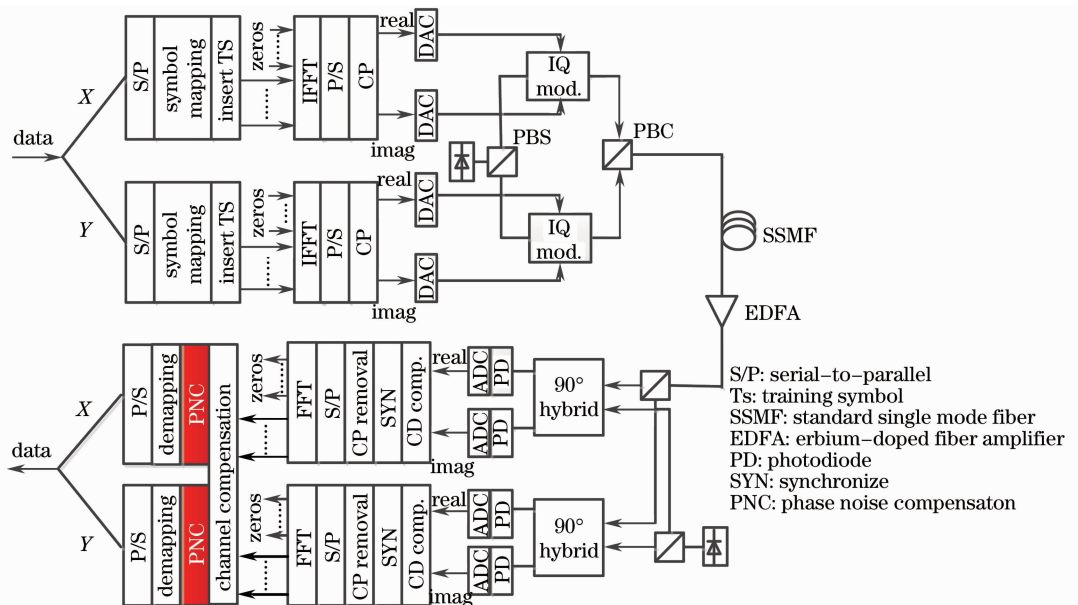 data
X
Y
S/P
symbol
mapping
insert TS
zeros
IFFT
P/S
CP
real
imag
DAC
DAC
IQ
mod.
PBS
PBC
S/P
symbol
mapping
insert TS
zeros
IFFT
P/S
CP
real
imag
DAC
DAC
IQ
mod.
SSMF
EDFA
data
X
Y
P/S
demapping
PNC
channel compensation
zeros
FFT
S/P
CP removal
SYN
CD comp.
real
imag
ADC
PD
ADC
PD
90°
hybrid
P/S
demapping
PNC
zeros
FFT
S/P
CP removal
SYN
CD comp.
real
imag
ADC
PD
ADC
PD
90°
hybrid
S/P: serial-to-parallel
Ts: training symbol
SSMF: standard single mode fiber
EDFA: erbium-doped fiber amplifier
PD: photodiode
SYN: synchronize
PNC: phase noise compensaton